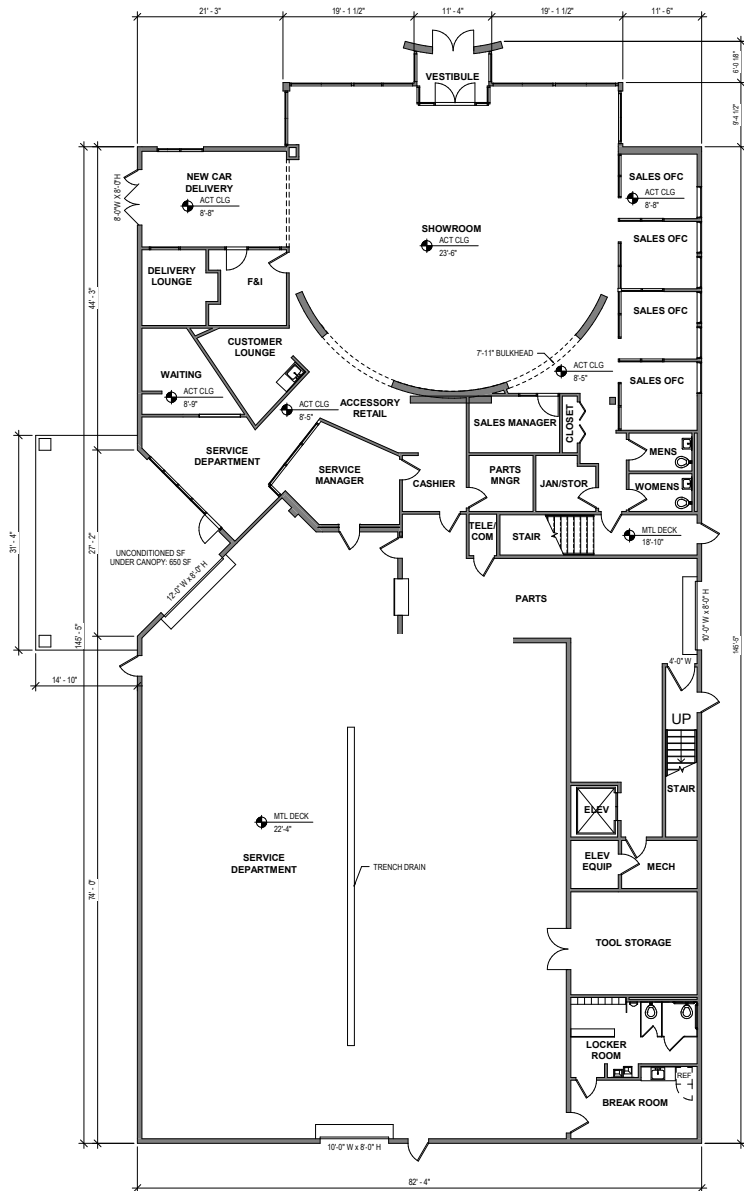 21' - 3"
19' - 1 1/2"
11' - 4"
19' - 1 1/2"
11' - 6"
6'-0 18"
9'-4 1/2"
VESTIBULE
NEW CAR
DELIVERY
ACT CLG
8'-8"
8'-0"W X 8'-0"H
SALES OFC
ACT CLG
8'-8"
SHOWROOM
ACT CLG
23'-6"
SALES OFC
DELIVERY
LOUNGE
F&I
44' - 3"
SALES OFC
CUSTOMER
LOUNGE
7'-11" BULKHEAD
WAITING
ACT CLG
8'-9"
ACT CLG
8'-5"
SALES OFC
ACCESSORY
RETAIL
ACT CLG
8'-5"
SALES MANAGER
CLOSET
SERVICE
DEPARTMENT
MENS
SERVICE
MANAGER
CASHIER
PARTS
MNGR
JAN/STOR
WOMENS
TELE/
COM
STAIR
MTL DECK
18'-10"
31' - 4"
27' - 2"
UNCONDITIONED SF
UNDER CANOPY: 650 SF
12'-0" W x 8'-0" H
PARTS
10'-0" W x 8'-0" H
145' - 5"
145'-5"
4'-0" W
14' - 10"
UP
STAIR
ELEV
MTL DECK
22'-4"
SERVICE
DEPARTMENT
TRENCH DRAIN
ELEV
EQUIP
MECH
74' - 0"
TOOL STORAGE
LOCKER
ROOM
REF
BREAK ROOM
10'-0" W x 8'-0" H
82' - 4"